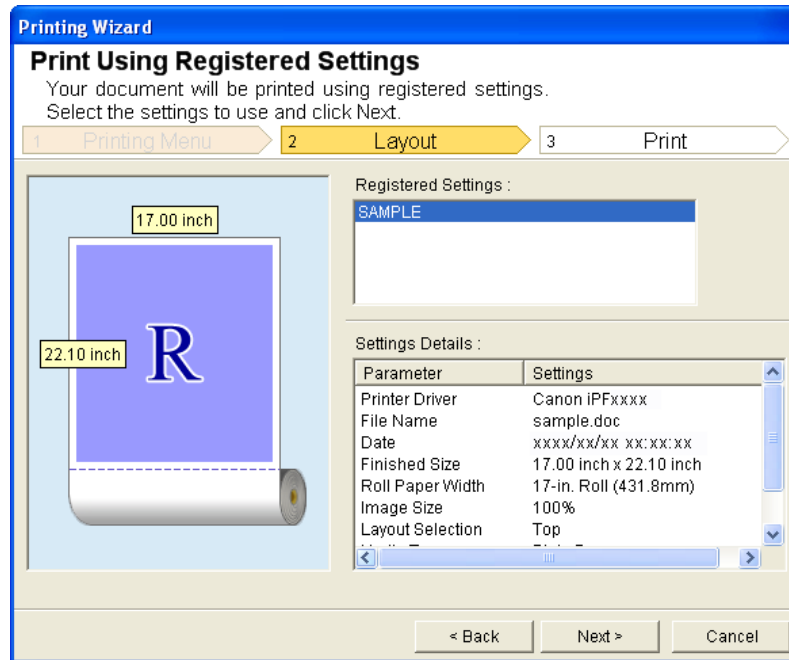 Printing Wizard
Print Using Registered Settings
Your document will be printed using registered settings.
Select the settings to use and click Next.
1 Printing Menu 2 Layout 3 Print
17.00 inch
22.10 inch
R
Registered Settings :
SAMPLE
Settings Details :
Parameter Settings
Printer Driver Canon iPFxxxx
File Name sample.doc
Date xxxx/xx/xx xx:xx:xx
Finished Size 17.00 inch x 22.10 inch
Roll Paper Width 17-in. Roll (431.8mm)
Image Size 100%
Layout Selection Top
< Back Next > Cancel